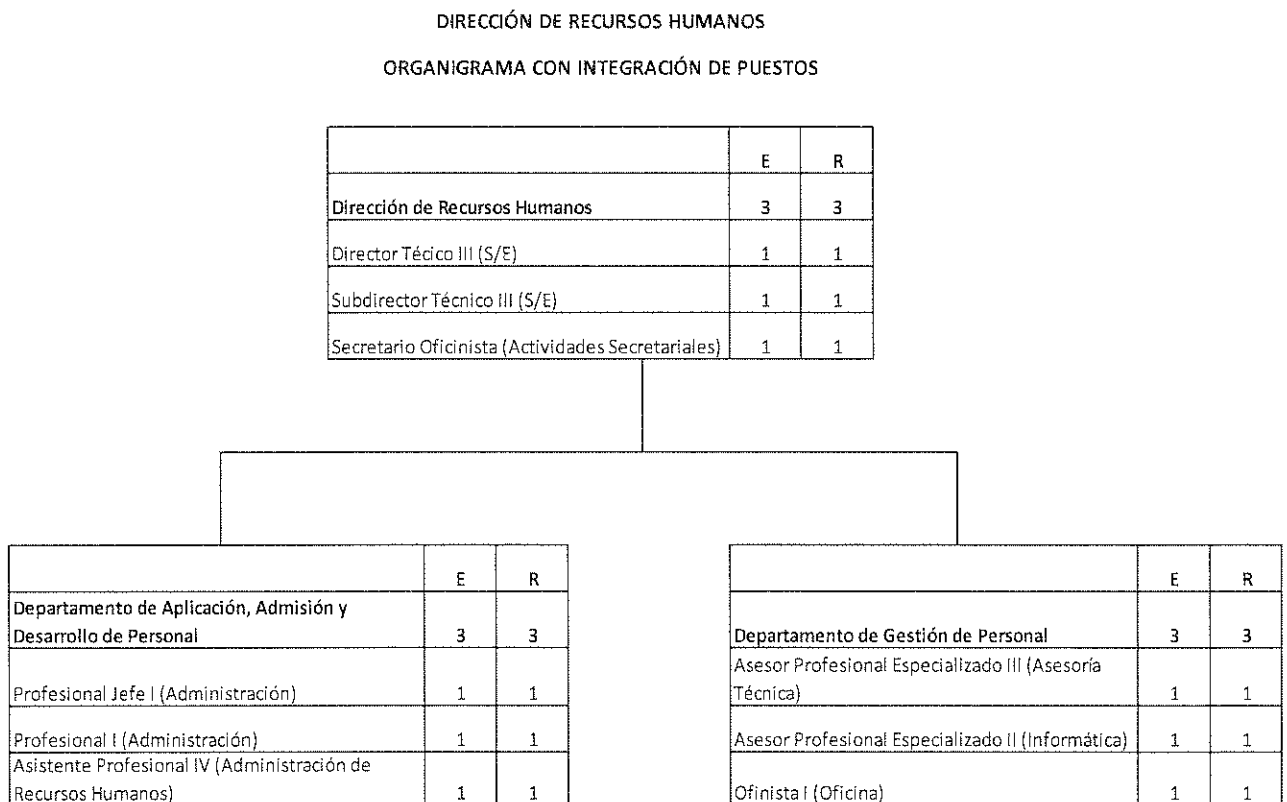 DIRECCIÓN DE RECURSOS HUMANOS
ORGANIGRAMA CON INTEGRACIÓN DE PUESTOS
E R
Dirección de Recursos Humanos 3 3
Director Técico III (S/E) 1 1
Subdirector Técnico III (S/E) 1 1
Secretario Oficinista (Actividades Secretariales) 1 1
E R
Departamento de Aplicación, Admisión y
Desarrollo de Personal 3 3
Profesional Jefe I (Administración) 1 1
Profesional I (Administración) 1 1
Asistente Profesional IV (Administración de
Recursos Humanos) 1 1
E R
Departamento de Gestión de Personal 3 3
Asesor Profesional Especializado III (Asesoría
Técnica) 1 1
Asesor Profesional Especializado II (Informática) 1 1
Ofinista I (Oficina) 1 1